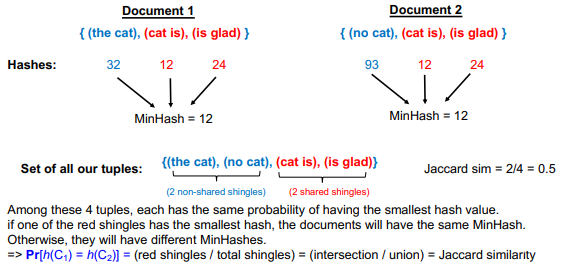 Document 1 Document 2
{ (the cat), (cat is), (is glad) } { (no cat), (cat is), (is glad) }
Hashes: 32 12 24 93 12 24
MinHash = 12 MinHash = 12
Set of all our tuples: {(the cat), (no cat), (cat is), (is glad)} Jaccard sim = 2/4 = 0.5
(2 non-shared shingles) (2 shared shingles)
Among these 4 tuples, each has the same probability of having the smallest hash value.
if one of the red shingles has the smallest hash, the documents will have the same MinHash.
Otherwise, they will have different MinHashes.
=> Pr[h(C₁) = h(C₂)] = (red shingles / total shingles) = (intersection / union) = Jaccard similarity